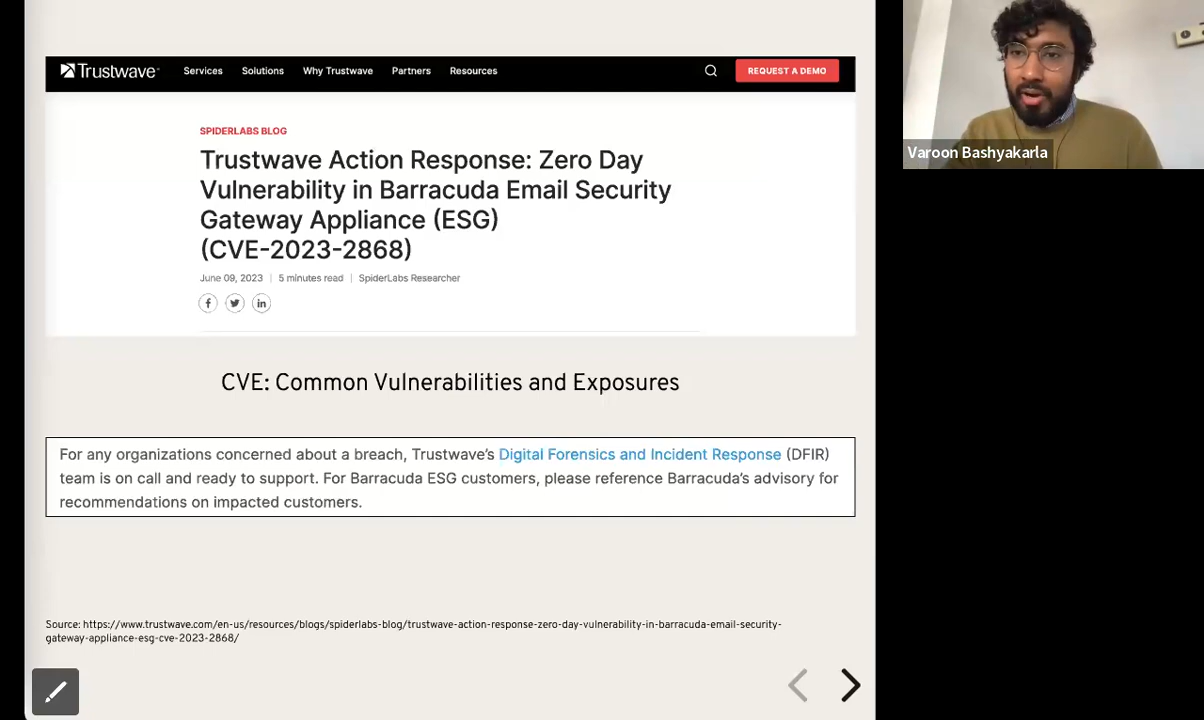 Trustwave
Services Solutions Why Trustwave Partners Resources
REQUEST A DEMO
SPIDERLABS BLOG
Trustwave Action Response: Zero Day
Vulnerability in Barracuda Email Security
Gateway Appliance (ESG)
(CVE-2023-2868)
June 09, 2023 | 5 minutes read | SpiderLabs Researcher
CVE: Common Vulnerabilities and Exposures
For any organizations concerned about a breach, Trustwave's Digital Forensics and Incident Response (DFIR)
team is on call and ready to support. For Barracuda ESG customers, please reference Barracuda's advisory for
recommendations on impacted customers.
Source: https://www.trustwave.com/en-us/resources/blogs/spiderlabs-blog/trustwave-action-response-zero-day-vulnerability-in-barracuda-email-security-
gateway-appliance-esg-cve-2023-2868/
Varoon Bashyakarla